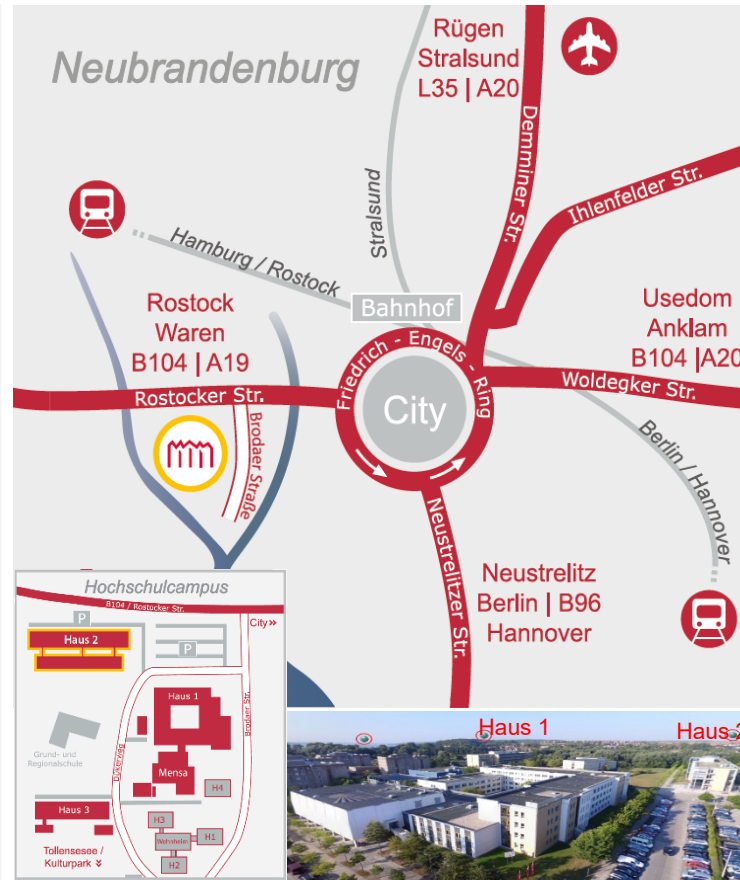 Neubrandenburg
Rügen
Stralsund
L35 | A20
Demminer Str.
Ihlenfelder Str.
Stralsund
Hamburg / Rostock
Bahnhof
Rostock
Waren
B104 | A19
Usedom
Anklam
B104 | A20
Friedrich - Engels - Ring
City
Rostocker Str.
Woldegker Str.
Brodaer Straße
Berlin / Hannover
Neustrelitzer Str.
Neustrelitz
Berlin | B96
Hannover
Hochschulcampus
B104 / Rostocker Str.
P
City »
Haus 2
P
Haus 1
Brodaer Str.
Grund- und
Regionalschule
Mensa
H4
Haus 3
H3
Wohnheim
H1
H2
Tollensesee /
Kulturpark
Haus 1
Haus